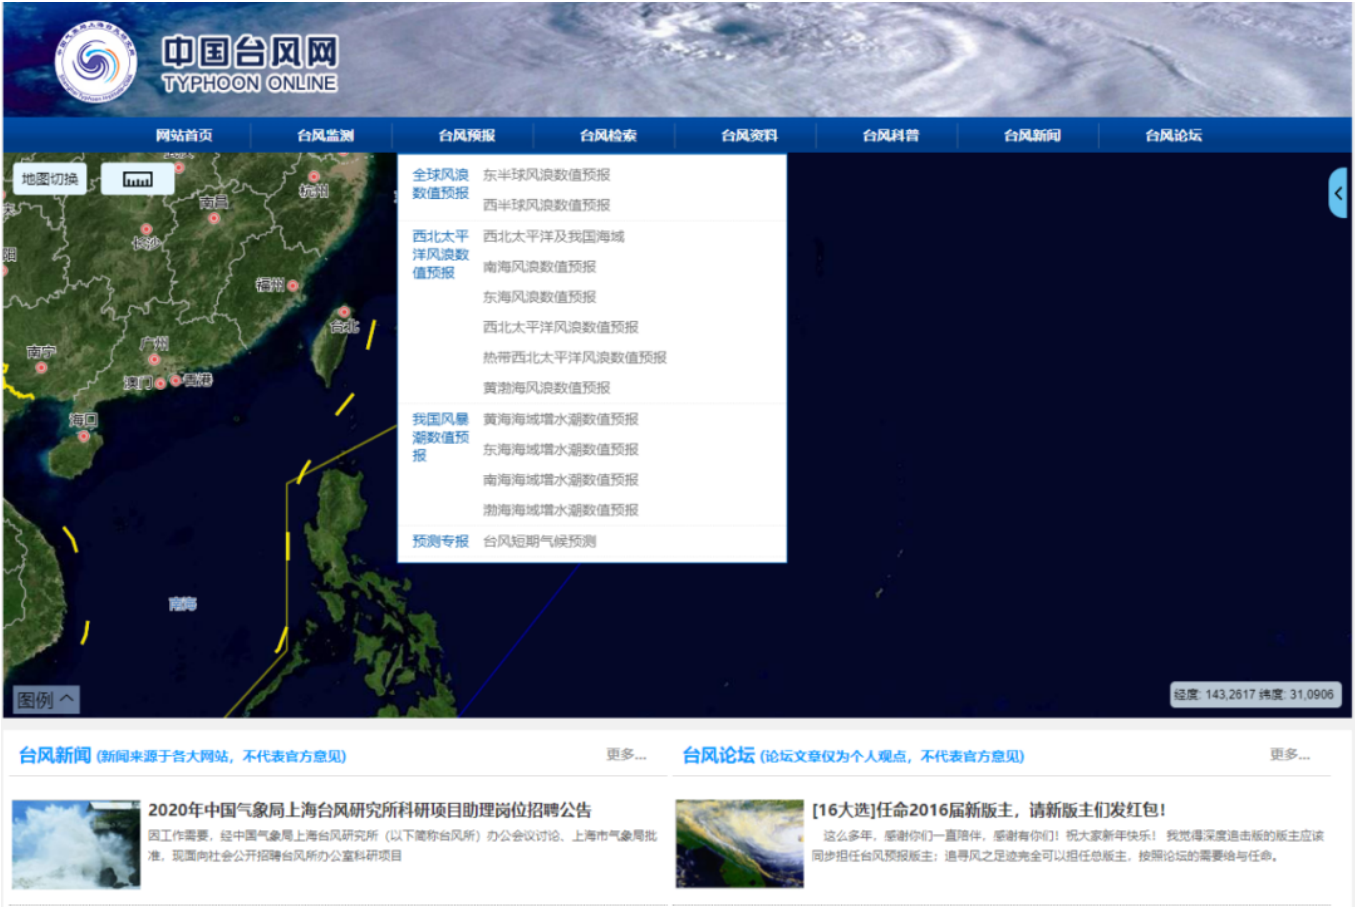 中国台风网
TYPHOON ONLINE
网站首页 台风监测 台风预报 台风检索 台风资料 台风科普 台风新闻 台风论坛
地图切换
全球风浪
数值预报
东半球风浪数值预报
西半球风浪数值预报
西北太平
洋风浪数
值预报
西北太平洋及我国海域
南海风浪数值预报
东海风浪数值预报
西北太平洋风浪数值预报
热带西北太平洋风浪数值预报
黄渤海风浪数值预报
我国风暴
潮数值预
报
黄海海域增水潮数值预报
东海海域增水潮数值预报
南海海域增水潮数值预报
渤海海域增水潮数值预报
预测专报
台风短期气候预测
杭州
南昌
长沙
福州
台北
广州
南宁
澳门
香港
海口
南海
图例
经度: 143,2617 纬度: 31,0906
台风新闻 (新闻来源于各大网站，不代表官方意见)
更多...
2020年中国气象局上海台风研究所科研项目助理岗位招聘公告
因工作需要，经中国气象局上海台风研究所（以下简称台风所）办公会议讨论、上海市气象局批
准，现面向社会公开招聘台风所办公室科研项目
台风论坛 (论坛文章仅为个人观点，不代表官方意见)
更多...
[16大选]任命2016届新版主，请新版主们发红包！
这么多年，感谢你们一直陪伴，感谢有你们！祝大家新年快乐！ 我觉得深度追击版的版主应该
同步担任台风预报版主；追寻风之足迹完全可以担任总版主，按照论坛的需要给与任命。